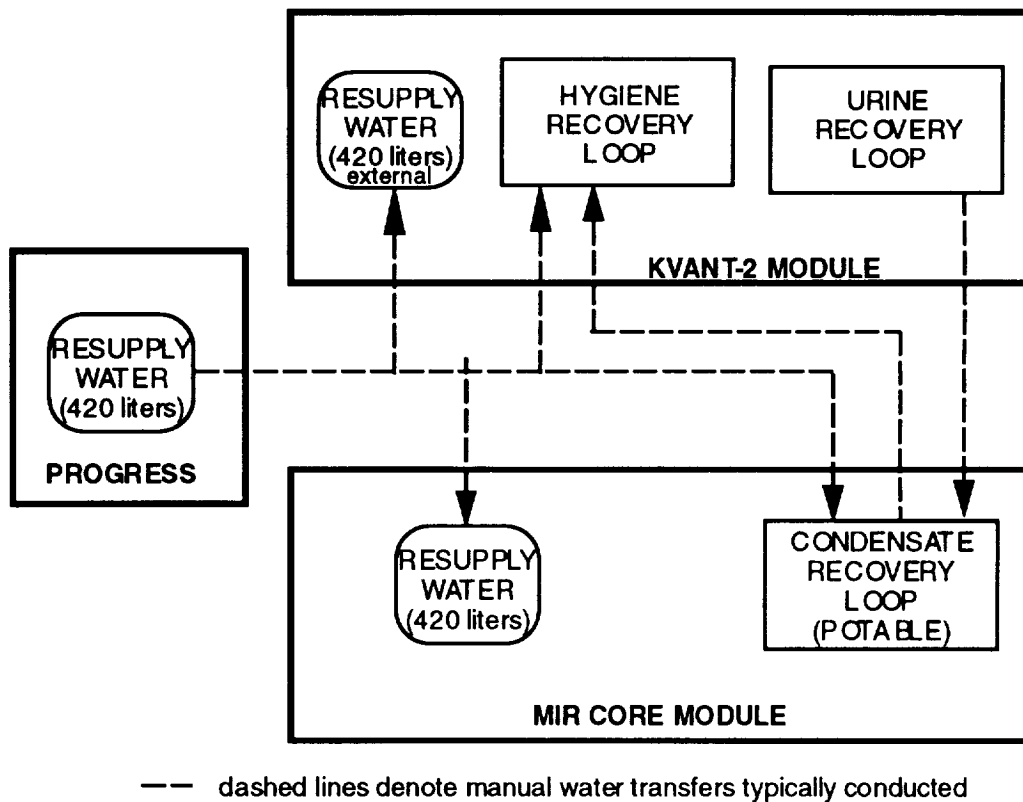 RESUPPLY
WATER
(420 liters)
external
HYGIENE
RECOVERY
LOOP
URINE
RECOVERY
LOOP
KVANT-2 MODULE
RESUPPLY
WATER
(420 liters)
PROGRESS
RESUPPLY
WATER
(420 liters)
CONDENSATE
RECOVERY
LOOP
(POTABLE)
MIR CORE MODULE
dashed lines denote manual water transfers typically conducted